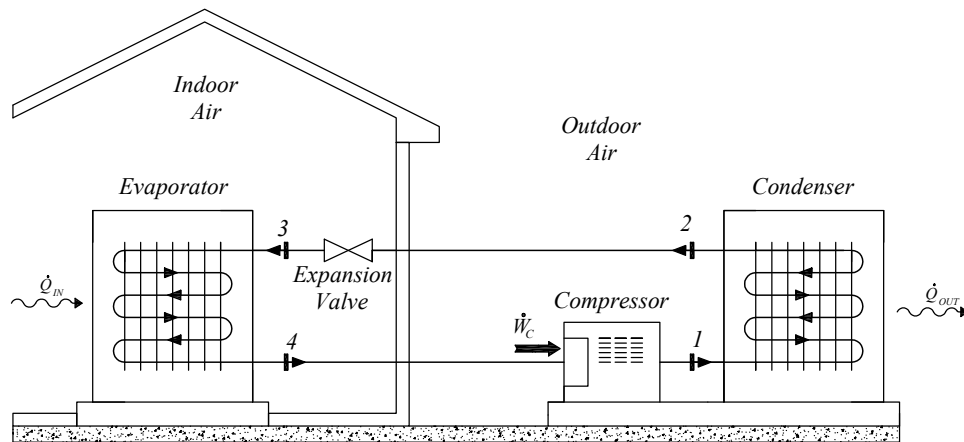 Indoor
Air
Outdoor
Air
Evaporator
Condenser
3
2
Expansion
Valve
Q̇IN
Compressor
Q̇OUT
ẆC
4
1